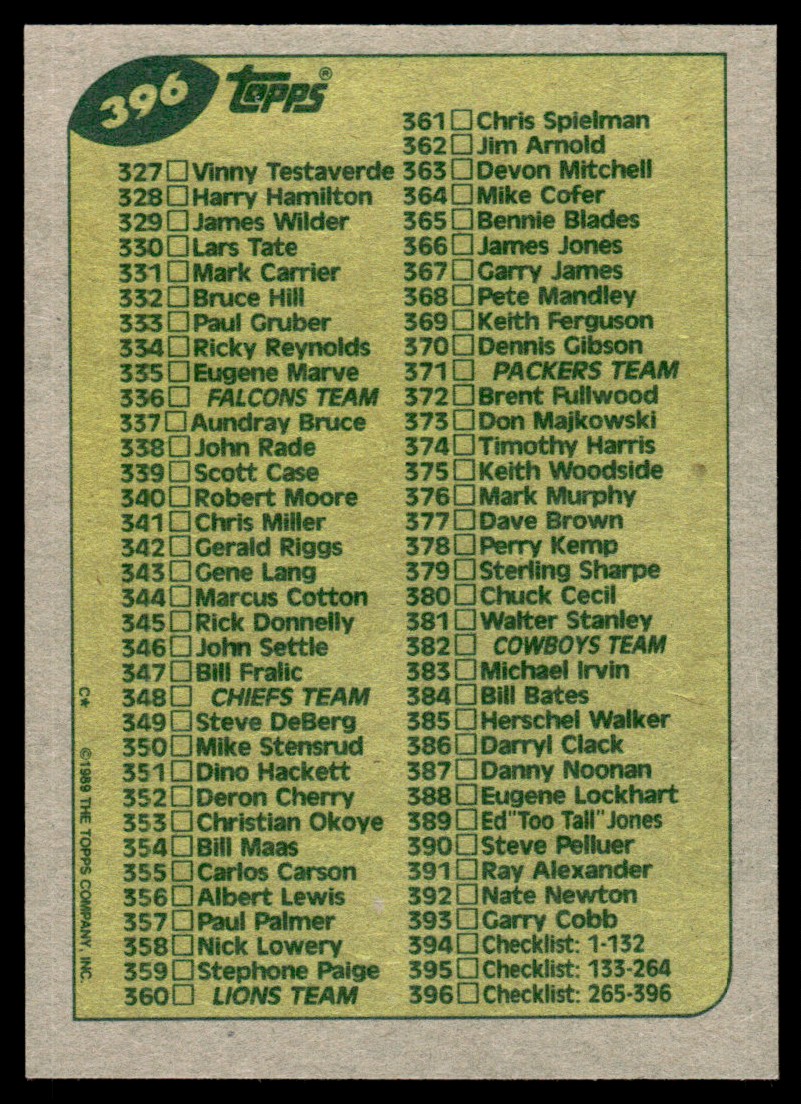 396
TOPPS®
327 Vinny Testaverde
328 Harry Hamilton
329 James Wilder
330 Lars Tate
331 Mark Carrier
332 Bruce Hill
333 Paul Gruber
334 Ricky Reynolds
335 Eugene Marve
336 FALCONS TEAM
337 Aundray Bruce
338 John Rade
339 Scott Case
340 Robert Moore
341 Chris Miller
342 Gerald Riggs
343 Gene Lang
344 Marcus Cotton
345 Rick Donnelly
346 John Settle
347 Bill Fralic
348 CHIEFS TEAM
349 Steve DeBerg
350 Mike Stensrud
351 Dino Hackett
352 Deron Cherry
353 Christian Okoye
354 Bill Maas
355 Carlos Carson
356 Albert Lewis
357 Paul Palmer
358 Nick Lowery
359 Stephone Paige
360 LIONS TEAM
361 Chris Spielman
362 Jim Arnold
363 Devon Mitchell
364 Mike Cofer
365 Bennie Blades
366 James Jones
367 Garry James
368 Pete Mandley
369 Keith Ferguson
370 Dennis Gibson
371 PACKERS TEAM
372 Brent Fullwood
373 Don Majkowski
374 Timothy Harris
375 Keith Woodside
376 Mark Murphy
377 Dave Brown
378 Perry Kemp
379 Sterling Sharpe
380 Chuck Cecil
381 Walter Stanley
382 COWBOYS TEAM
383 Michael Irvin
384 Bill Bates
385 Herschel Walker
386 Darryl Clack
387 Danny Noonan
388 Eugene Lockhart
389 Ed"Too Tall"Jones
390 Steve Pelluer
391 Ray Alexander
392 Nate Newton
393 Garry Cobb
394 Checklist: 1-132
395 Checklist: 133-264
396 Checklist: 265-396
C* ©1989 THE TOPPS COMPANY, INC.